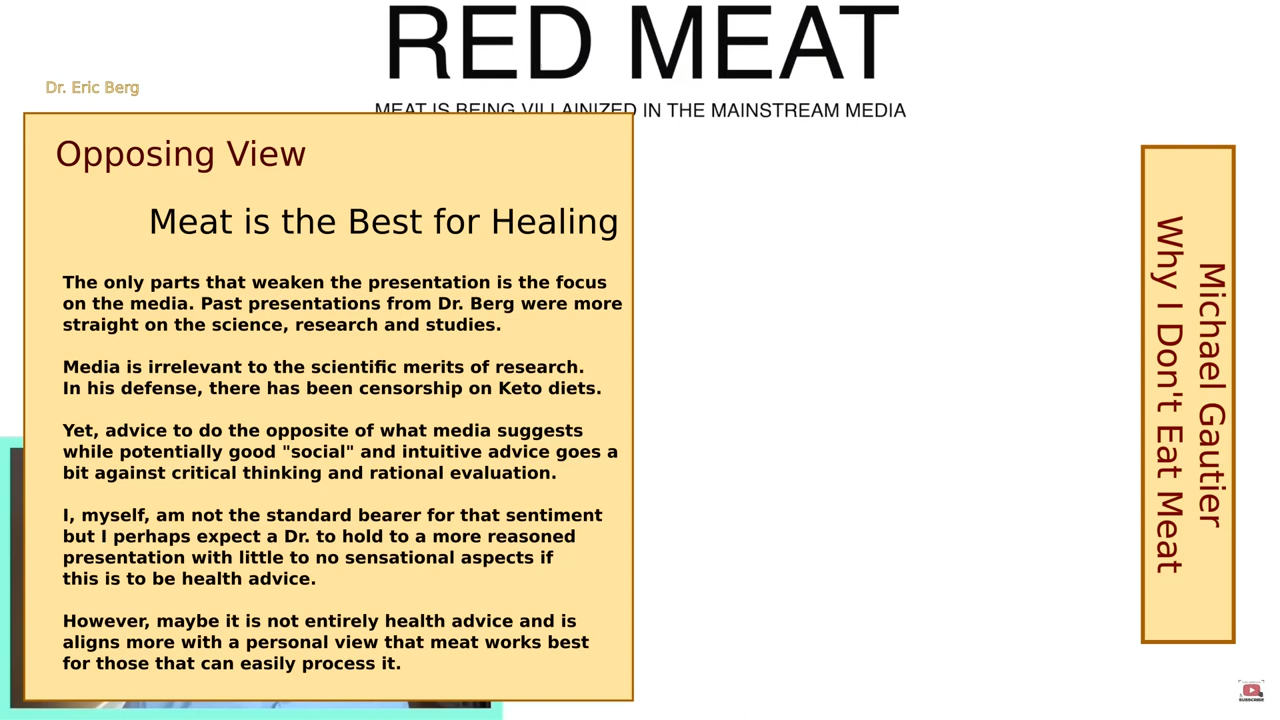 RED MEAT
Dr. Eric Berg
MEAT IS BEING VILLAINIZED IN THE MAINSTREAM MEDIA
Opposing View
Meat is the Best for Healing
The only parts that weaken the presentation is the focus
on the media. Past presentations from Dr. Berg were more
straight on the science, research and studies.
Media is irrelevant to the scientific merits of research.
In his defense, there has been censorship on Keto diets.
Yet, advice to do the opposite of what media suggests
while potentially good "social" and intuitive advice goes a
bit against critical thinking and rational evaluation.
I, myself, am not the standard bearer for that sentiment
but I perhaps expect a Dr. to hold to a more reasoned
presentation with little to no sensational aspects if
this is to be health advice.
However, maybe it is not entirely health advice and is
aligns more with a personal view that meat works best
for those that can easily process it.
Michael Gautier
Why I Don't Eat Meat
SUBSCRIBE